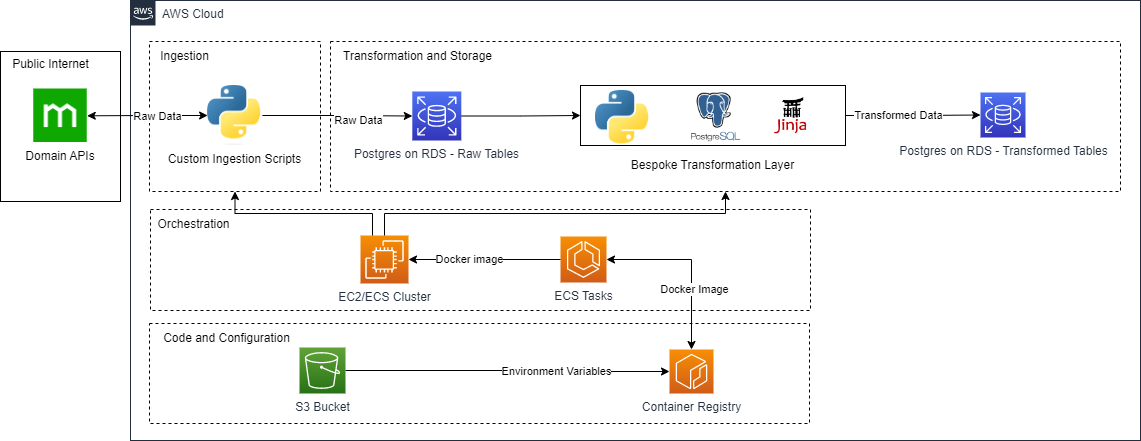 aws
AWS Cloud
Public Internet
m
Domain APIs
Ingestion
Raw Data
Custom Ingestion Scripts
Transformation and Storage
Raw Data
Postgres on RDS - Raw Tables
PostgreSQL
Jinja
Bespoke Transformation Layer
Transformed Data
Postgres on RDS - Transformed Tables
Orchestration
EC2/ECS Cluster
Docker image
ECS Tasks
Docker Image
Code and Configuration
S3 Bucket
Environment Variables
Container Registry